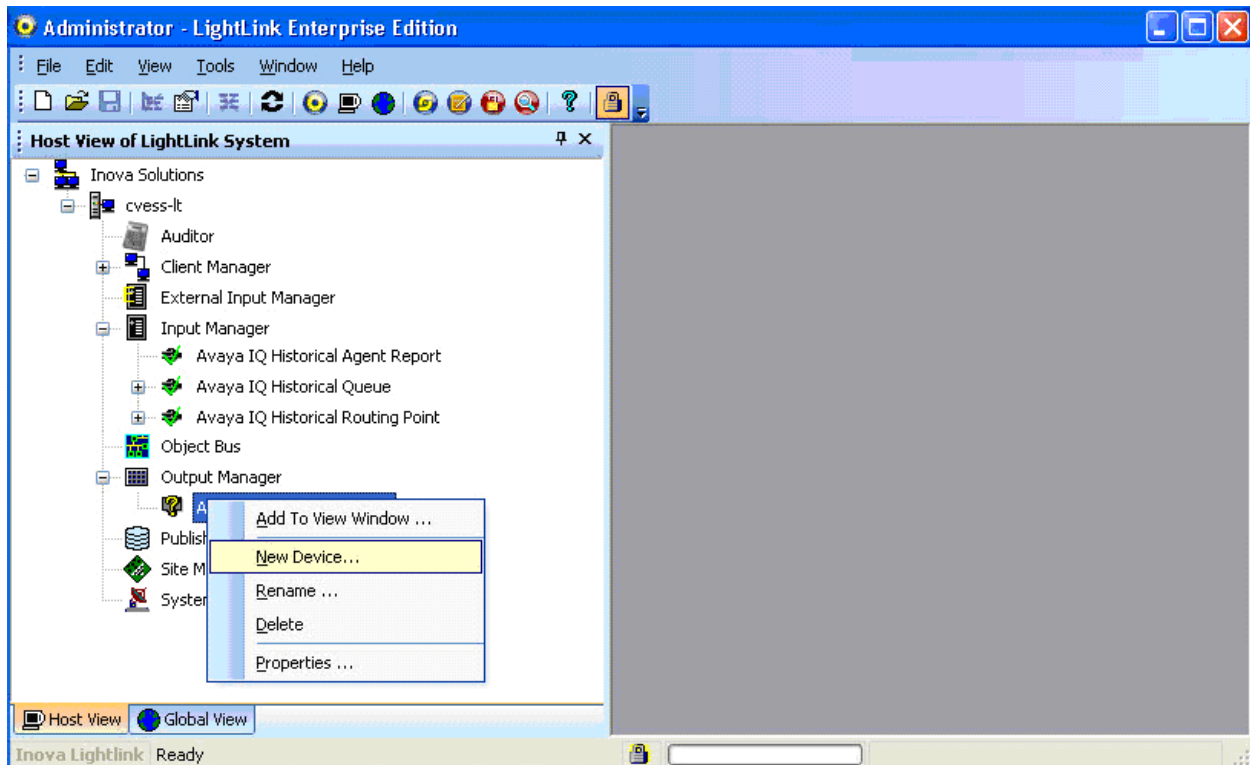 Administrator - LightLink Enterprise Edition
File Edit View Tools Window Help
Host View of LightLink System
Inova Solutions
cvess-lt
Auditor
Client Manager
External Input Manager
Input Manager
Avaya IQ Historical Agent Report
Avaya IQ Historical Queue
Avaya IQ Historical Routing Point
Object Bus
Output Manager
A
Add To View Window ...
Publish
New Device...
Site M
Rename ...
System
Delete
Properties ...
Host View Global View
Inova Lightlink Ready